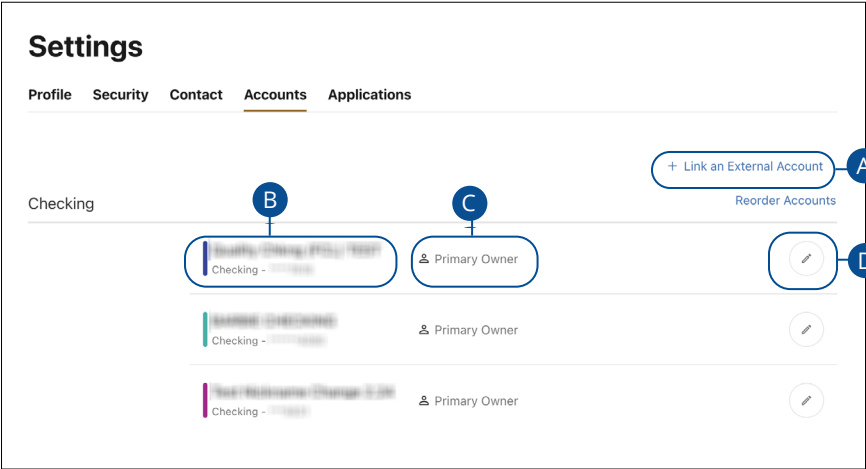 Settings
Profile Security Contact Accounts Applications
+ Link an External Account
A
Checking
B
C
Reorder Accounts
Primary Owner
D
Checking -
Primary Owner
Checking -
Primary Owner
Checking -